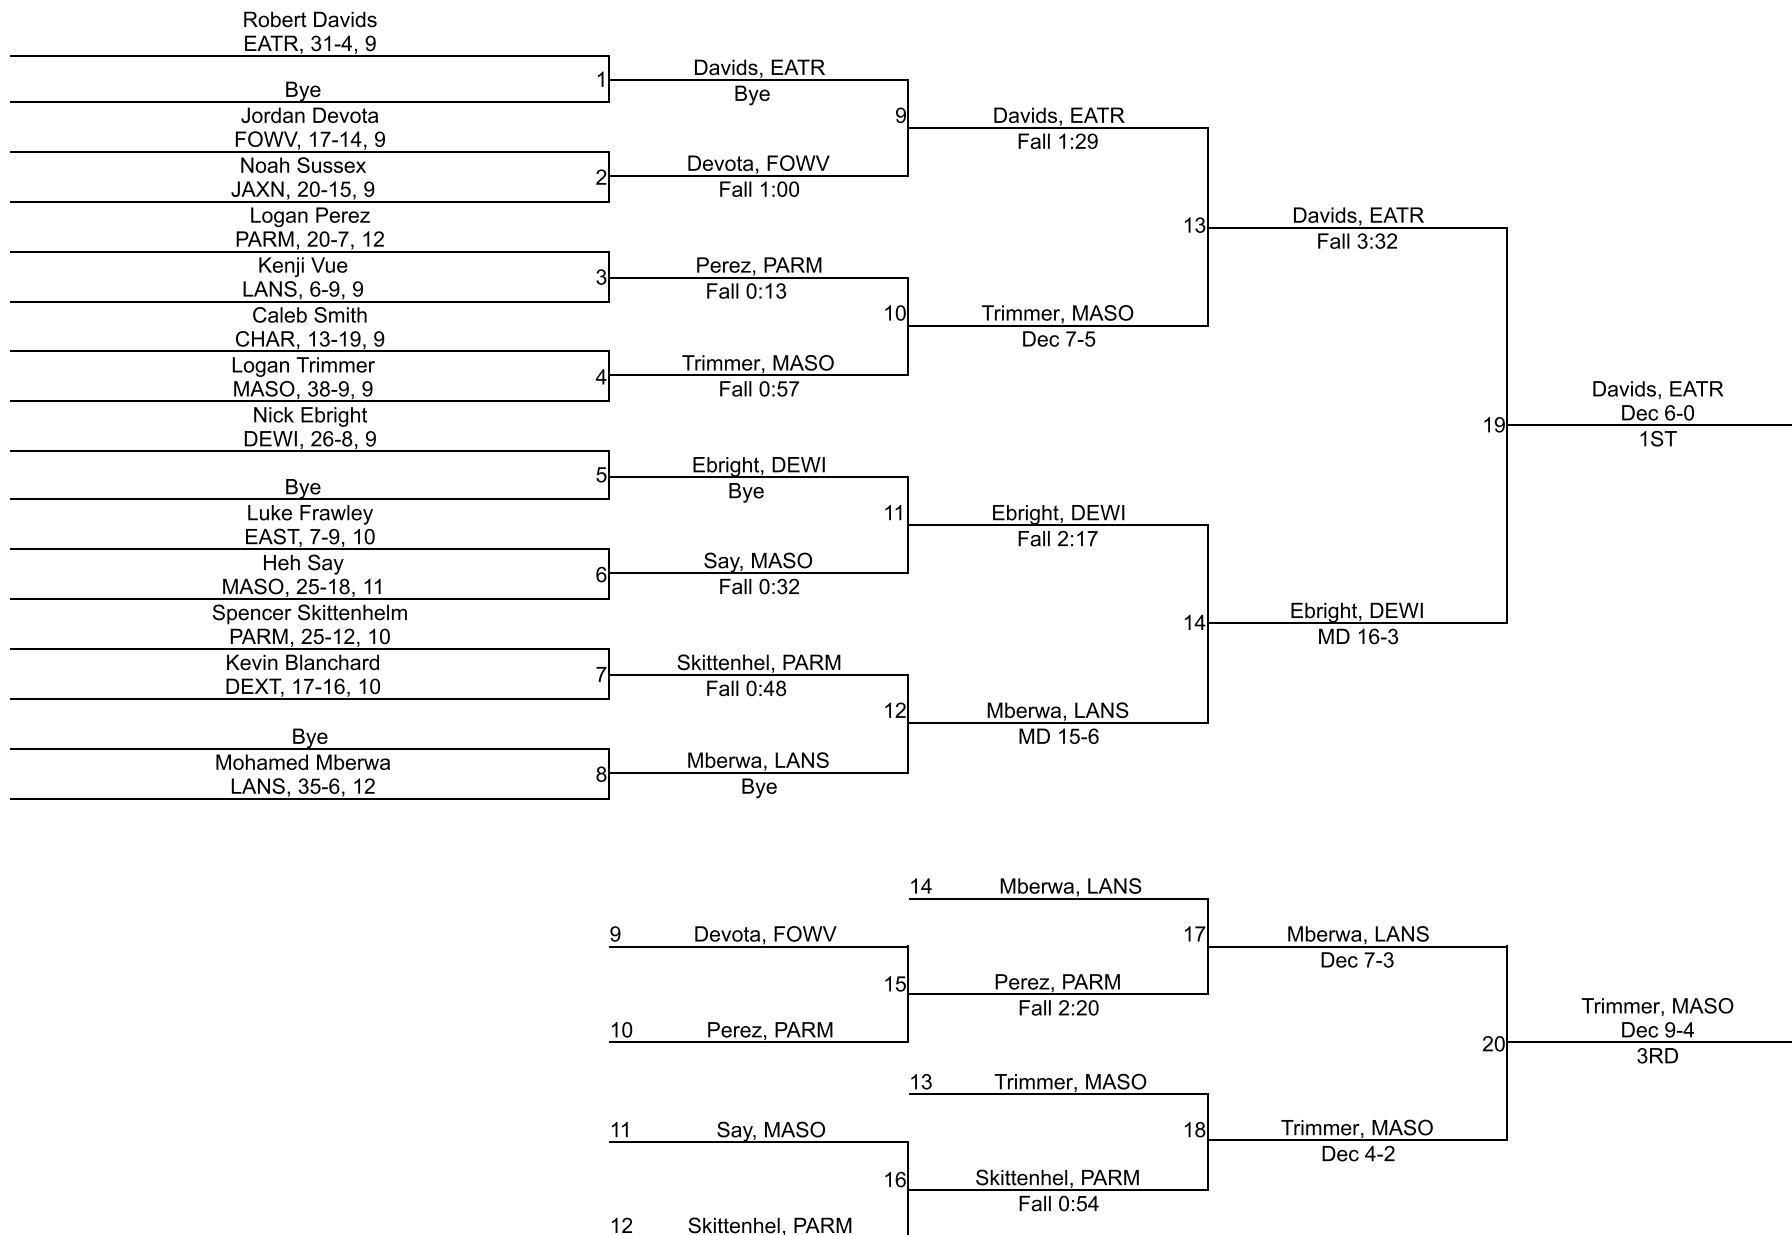 Robert Davids
EATR, 31-4, 9
Bye
Jordan Devota
FOWV, 17-14, 9
Noah Sussex
JAXN, 20-15, 9
Logan Perez
PARM, 20-7, 12
Kenji Vue
LANS, 6-9, 9
Caleb Smith
CHAR, 13-19, 9
Logan Trimmer
MASO, 38-9, 9
Nick Ebright
DEWI, 26-8, 9
Bye
Luke Frawley
EAST, 7-9, 10
Heh Say
MASO, 25-18, 11
Spencer Skittenhelm
PARM, 25-12, 10
Kevin Blanchard
DEXT, 17-16, 10
Bye
Mohamed Mberwa
LANS, 35-6, 12
1
Davids, EATR
Bye
2
Devota, FOWV
Fall 1:00
3
Perez, PARM
Fall 0:13
4
Trimmer, MASO
Fall 0:57
5
Ebright, DEWI
Bye
6
Say, MASO
Fall 0:32
7
Skittenhel, PARM
Fall 0:48
8
Mberwa, LANS
Bye
9
Davids, EATR
Fall 1:29
10
Trimmer, MASO
Dec 7-5
11
Ebright, DEWI
Fall 2:17
12
Mberwa, LANS
MD 15-6
13
Davids, EATR
Fall 3:32
14
Ebright, DEWI
MD 16-3
19
Davids, EATR
Dec 6-0
1ST
9 Devota, FOWV
10 Perez, PARM
11 Say, MASO
12 Skittenhel, PARM
14 Mberwa, LANS
15
Perez, PARM
Fall 2:20
13 Trimmer, MASO
16
Skittenhel, PARM
Fall 0:54
17
Mberwa, LANS
Dec 7-3
18
Trimmer, MASO
Dec 4-2
20
Trimmer, MASO
Dec 9-4
3RD